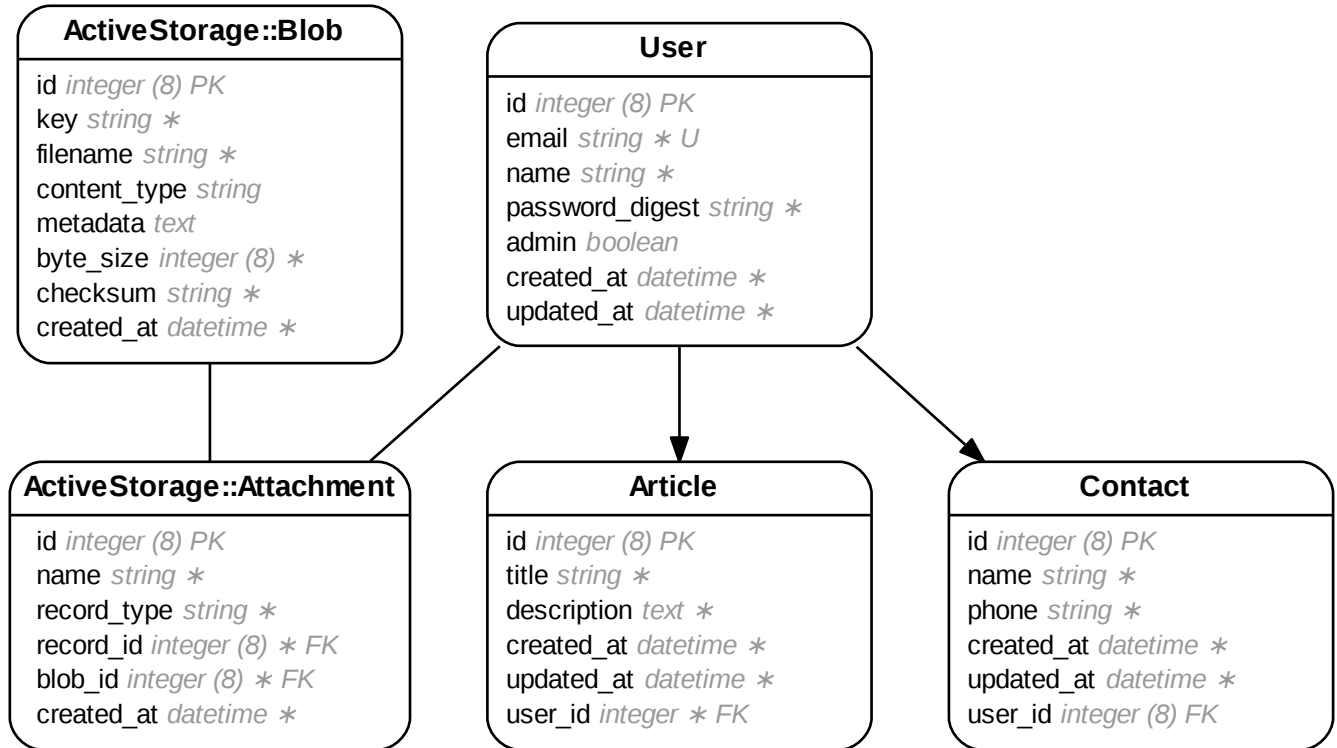 ActiveStorage::Blob
id integer (8) PK
key string ∗
filename string ∗
content_type string
metadata text
byte_size integer (8) ∗
checksum string ∗
created_at datetime ∗
User
id integer (8) PK
email string ∗ U
name string ∗
password_digest string ∗
admin boolean
created_at datetime ∗
updated_at datetime ∗
ActiveStorage::Attachment
id integer (8) PK
name string ∗
record_type string ∗
record_id integer (8) ∗ FK
blob_id integer (8) ∗ FK
created_at datetime ∗
Article
id integer (8) PK
title string ∗
description text ∗
created_at datetime ∗
updated_at datetime ∗
user_id integer ∗ FK
Contact
id integer (8) PK
name string ∗
phone string ∗
created_at datetime ∗
updated_at datetime ∗
user_id integer (8) FK